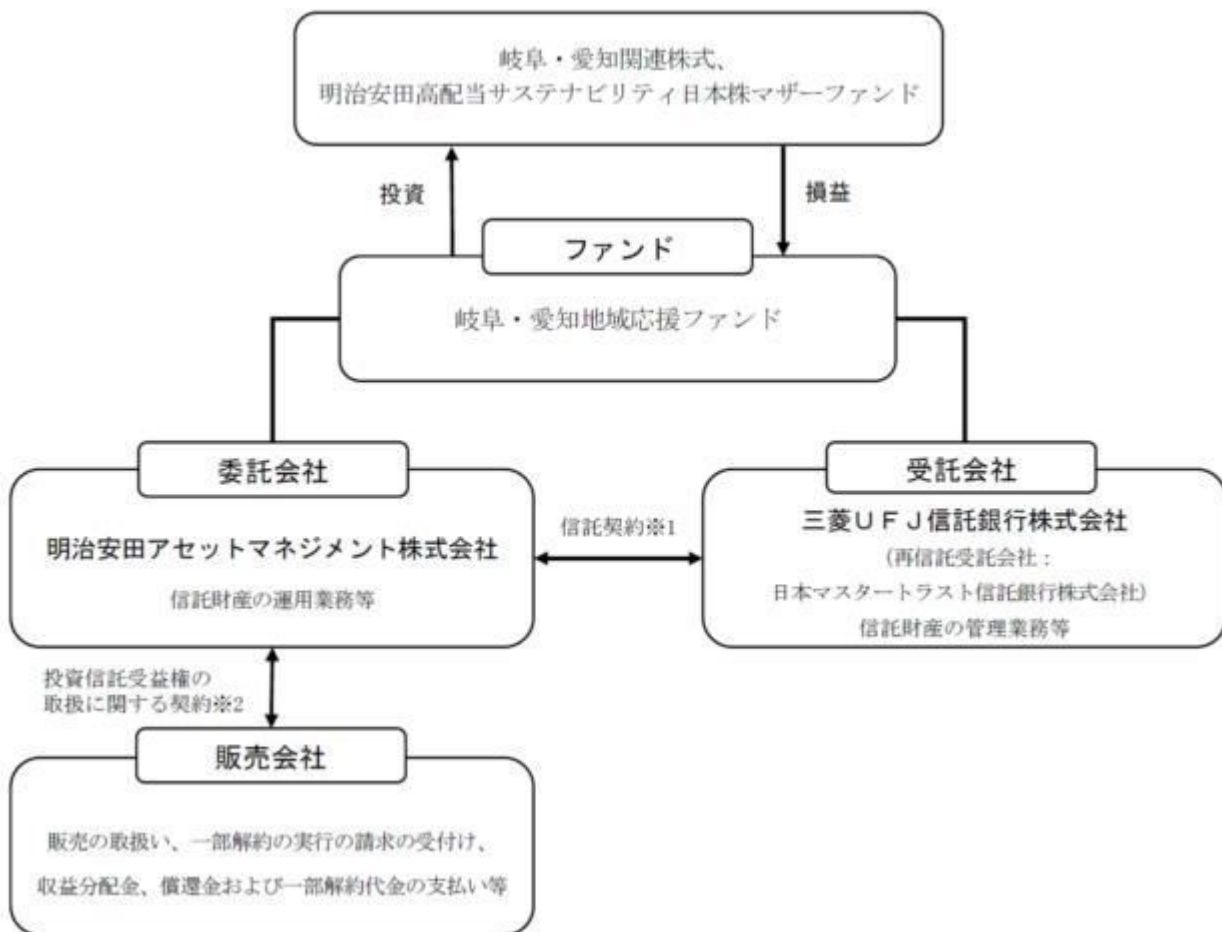 岐阜・愛知関連株式、
明治安田高配当サステナビリティ日本株マザーファンド
投資
損益
ファンド
岐阜・愛知地域応援ファンド
委託会社
明治安田アセットマネジメント株式会社
信託財産の運用業務等
信託契約※1
受託会社
三菱UFJ信託銀行株式会社
(再信託受託会社:
日本マスタートラスト信託銀行株式会社)
信託財産の管理業務等
投資信託受益権の
取扱に関する契約※2
販売会社
販売の取扱い、一部解約の実行の請求の受付け、
収益分配金、償還金および一部解約代金の支払い等